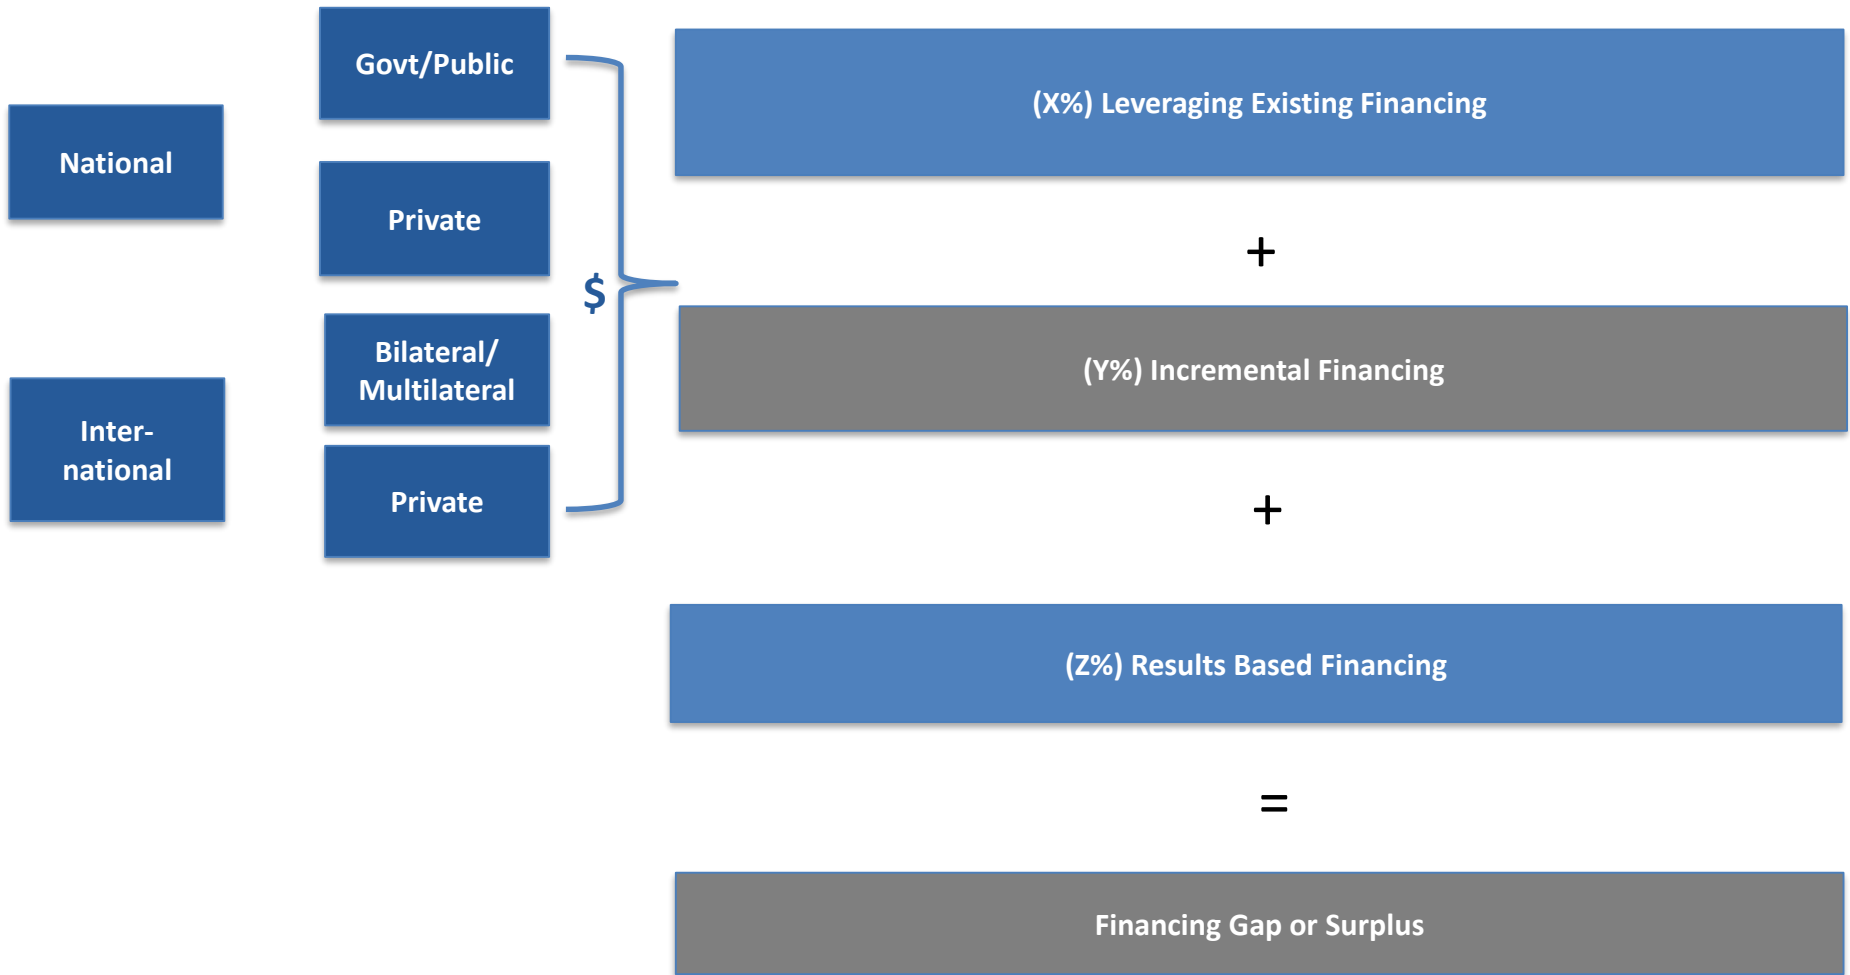 National
Inter-
national
Govt/Public
Private
Bilateral/
Multilateral
Private
$
(X%) Leveraging Existing Financing
+
(Y%) Incremental Financing
+
(Z%) Results Based Financing
=
Financing Gap or Surplus